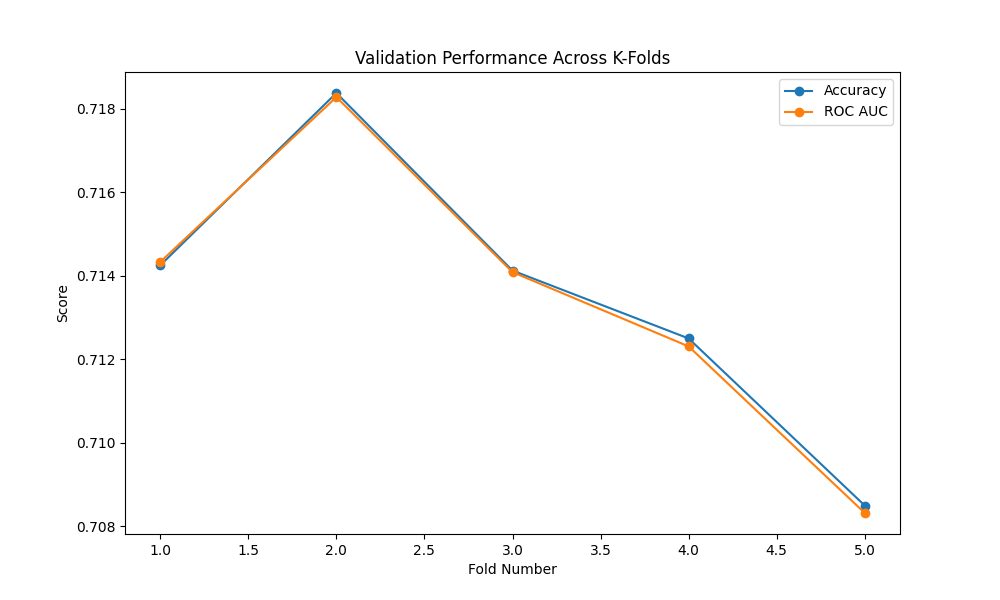 Validation Performance Across K-Folds
Accuracy
ROC AUC
0.718
0.716
0.714
0.712
0.710
0.708
Score
1.0 1.5 2.0 2.5 3.0 3.5 4.0 4.5 5.0
Fold Number